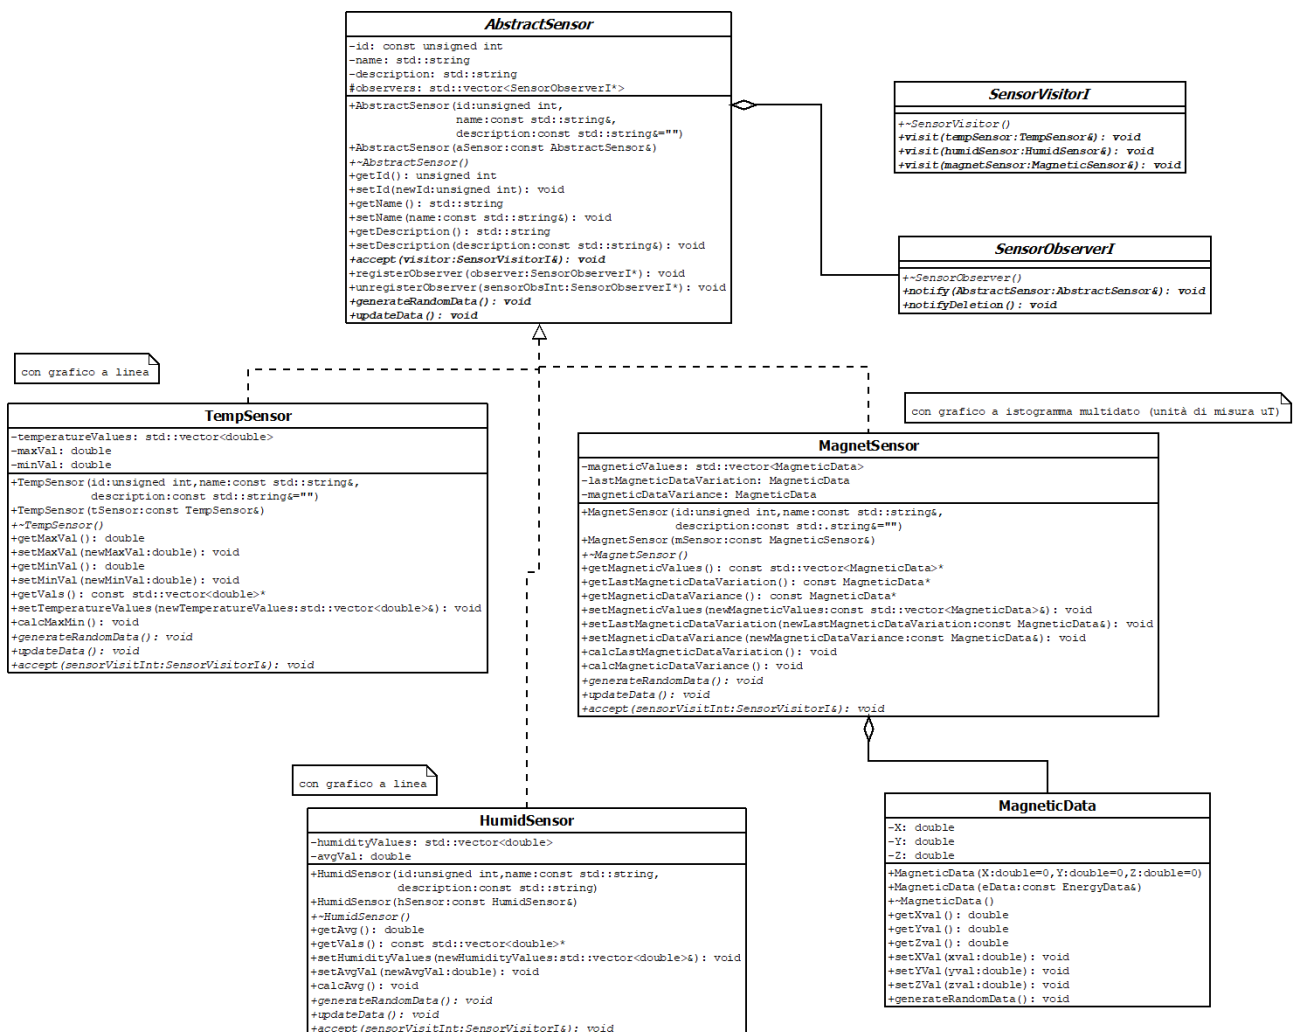 AbstractSensor
-id: const unsigned int
-name: std::string
-description: std::string
#observers: std::vector<SensorObserverI*>
+AbstractSensor(id:unsigned int,
name:const std::string&,
description:const std::string&="")
+AbstractSensor(aSensor:const AbstractSensor&)
+~AbstractSensor()
+getId(): unsigned int
+setId(newId:unsigned int): void
+getName(): std::string
+setName(name:const std::string&): void
+getDescription(): std::string
+setDescription(description:const std::string&): void
+accept(visitor:SensorVisitorI&): void
+registerObserver(observer:SensorObserverI*): void
+unregisterObserver(sensorObsInt:SensorObserverI*): void
+generateRandomData(): void
+updateData(): void
SensorVisitorI
+~SensorVisitor()
+visit(tempSensor:TempSensor&): void
+visit(humidSensor:HumidSensor&): void
+visit(magnetSensor:MagneticSensor&): void
SensorObserverI
+~SensorObserver()
+notify(AbstractSensor:AbstractSensor&): void
+notifyDeletion(): void
con grafico a linea
TempSensor
-temperatureValues: std::vector<double>
-maxVal: double
-minVal: double
+TempSensor(id:unsigned int,name:const std::string&,
description:const std::string&="")
+TempSensor(tSensor:const TempSensor&)
+~TempSensor()
+getMaxVal(): double
+setMaxVal(newMaxVal:double): void
+getMinVal(): double
+setMinVal(newMinVal:double): void
+getVals(): const std::vector<double>*
+setTemperatureValues(newTemperatureValues:std::vector<double>&): void
+calcMaxMin(): void
+generateRandomData(): void
+updateData(): void
+accept(sensorVisitInt:SensorVisitorI&): void
con grafico a istogramma multidato (unità di misura uT)
MagnetSensor
-magneticValues: std::vector<MagneticData>
-lastMagneticDataVariation: MagneticData
-magneticDataVariance: MagneticData
+MagnetSensor(id:unsigned int,name:const std::string&,
description:const std:.string&="")
+MagnetSensor(mSensor:const MagneticSensor&)
+~MagnetSensor()
+getMagneticValues(): const std::vector<MagneticData>*
+getLastMagneticDataVariation(): const MagneticData*
+getMagneticDataVariance(): const MagneticData*
+setMagneticValues(newMagneticValues:const std::vector<MagneticData>&): void
+setLastMagneticDataVariation(newLastMagneticDataVariation:const MagneticData&): void
+setMagneticDataVariance(newMagneticDataVariance:const MagneticData&): void
+calcLastMagneticDataVariation(): void
+calcMagneticDataVariance(): void
+generateRandomData(): void
+updateData(): void
+accept(sensorVisitInt:SensorVisitorI&): void
con grafico a linea
HumidSensor
-humidityValues: std::vector<double>
-avgVal: double
+HumidSensor(id:unsigned int,name:const std::string,
description:const std::string)
+HumidSensor(hSensor:const HumidSensor&)
+~HumidSensor()
+getAvg(): double
+getVals(): const std::vector<double>*
+setHumidityValues(newHumidityValues:std::vector<double>&): void
+setAvgVal(newAvgVal:double): void
+calcAvg(): void
+generateRandomData(): void
+updateData(): void
+accept(sensorVisitInt:SensorVisitorI&): void
MagneticData
-X: double
-Y: double
-Z: double
+MagneticData(X:double=0,Y:double=0,Z:double=0)
+MagneticData(eData:const EnergyData&)
+~MagneticData()
+getXval(): double
+getYval(): double
+getZval(): double
+setXVal(xval:double): void
+setYVal(yval:double): void
+setZVal(zval:double): void
+generateRandomData(): void